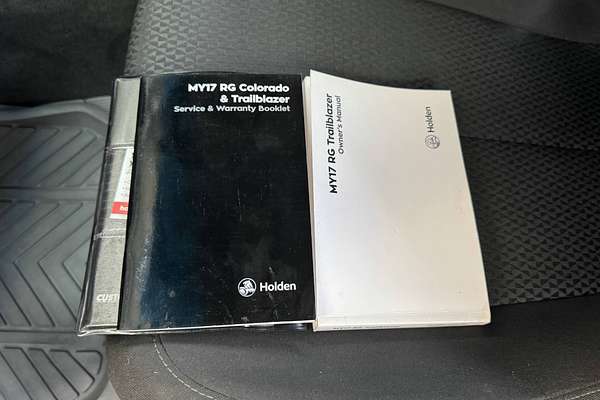 MY17 RG Colorado
& Trailblazer
Service & Warranty Booklet
Holden
MY17 RG Trailblazer
Owner's Manual
Holden